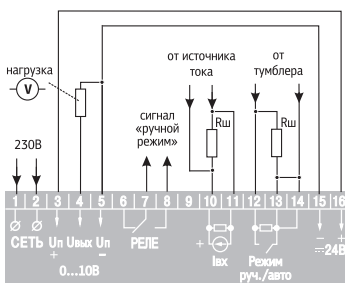 от источника
тока
от
тумблера
нагрузка
V
сигнал
«ручной
режим»
Rш
Rш
230В
1 2 3 4 5 6 7 8 9 10 11 12 13 14 15 16
СЕТЬ Uп Uвых Uп РЕЛЕ
+ −
0...10В
+
Iвх
Режим
руч./авто
− +
=24В